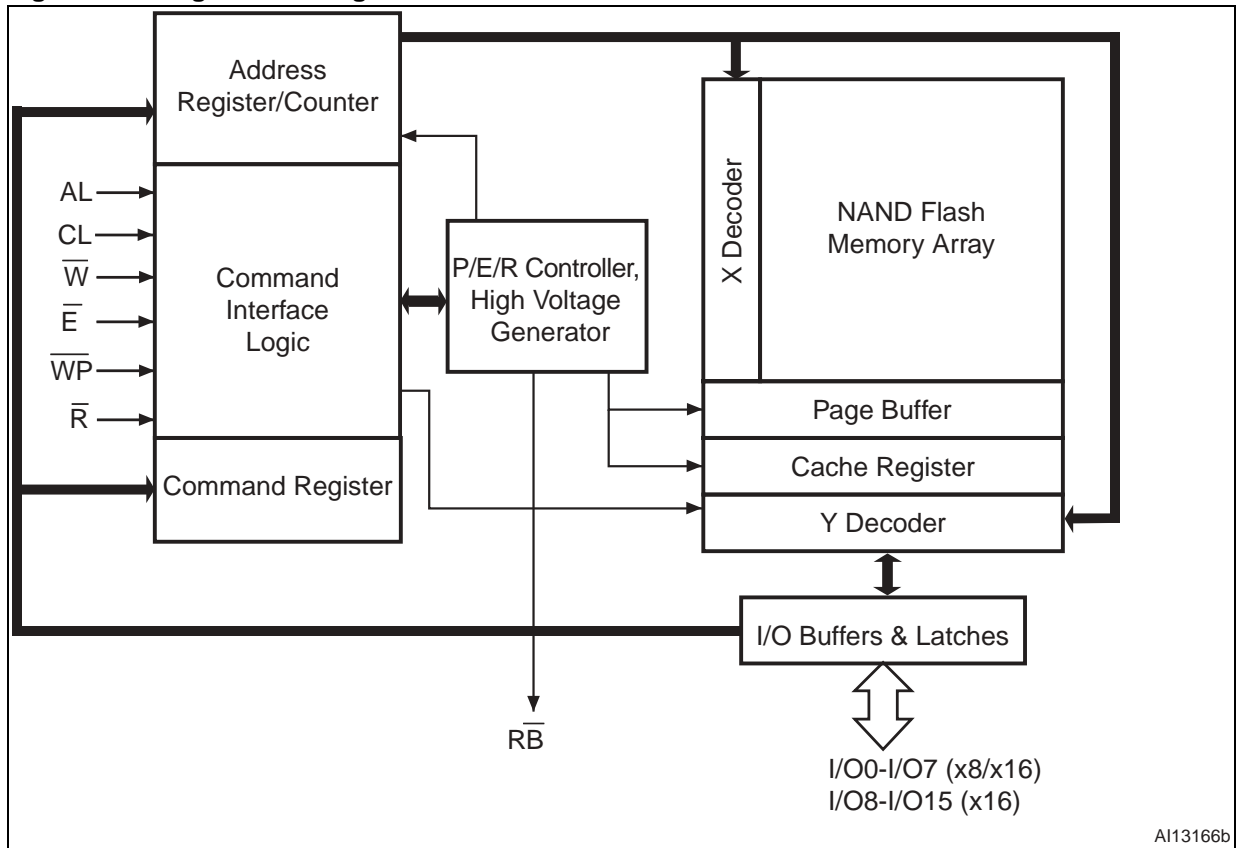 Address
Register/Counter
AL
CL
W̅
E̅
W̅P̅
R̅
Command
Interface
Logic
Command Register
P/E/R Controller,
High Voltage
Generator
RB̅
X Decoder
NAND Flash
Memory Array
Page Buffer
Cache Register
Y Decoder
I/O Buffers & Latches
I/O0-I/O7 (x8/x16)
I/O8-I/O15 (x16)
AI13166b